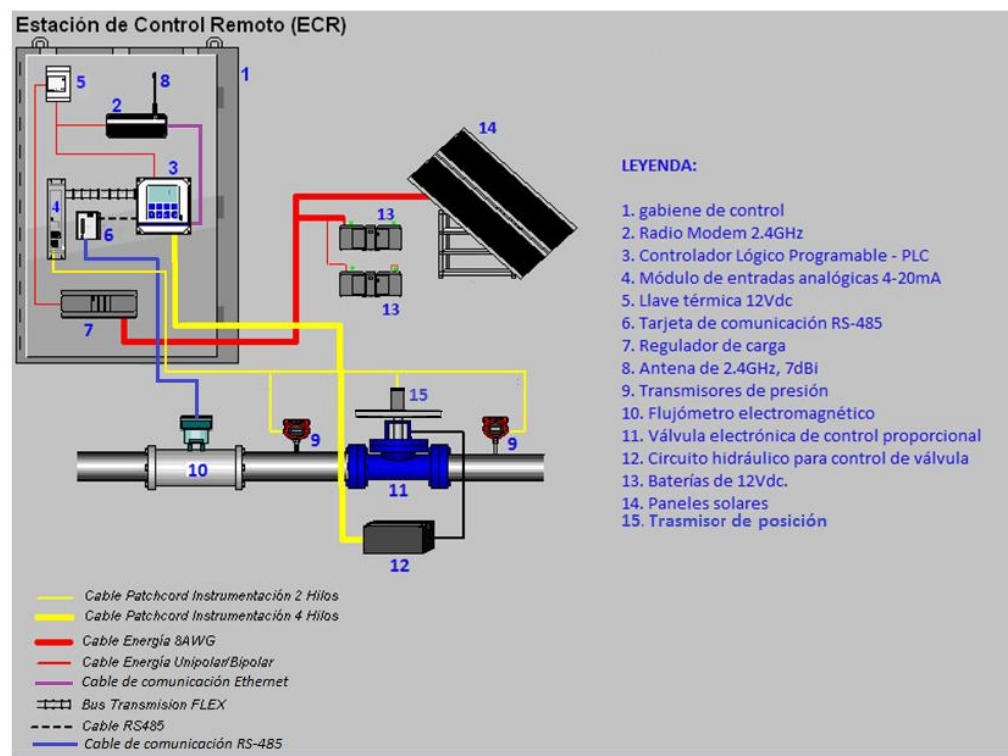 Estación de Control Remoto (ECR)
1
5
8
2
3
4
6
7
14
13
13
15
9
9
10
11
12
LEYENDA:
1. gabiene de control
2. Radio Modem 2.4GHz
3. Controlador Lógico Programable - PLC
4. Módulo de entradas analógicas 4-20mA
5. Llave térmica 12Vdc
6. Tarjeta de comunicación RS-485
7. Regulador de carga
8. Antena de 2.4GHz, 7dBi
9. Transmisores de presión
10. Flujómetro electromagnético
11. Válvula electrónica de control proporcional
12. Circuito hidráulico para control de válvula
13. Baterías de 12Vdc.
14. Paneles solares
15. Trasmisor de posición
Cable Patchcord Instrumentación 2 Hilos
Cable Patchcord Instrumentación 4 Hilos
Cable Energía 8AWG
Cable Energía Unipolar/Bipolar
Cable de comunicación Ethernet
Bus Transmision FLEX
Cable RS485
Cable de comunicación RS-485